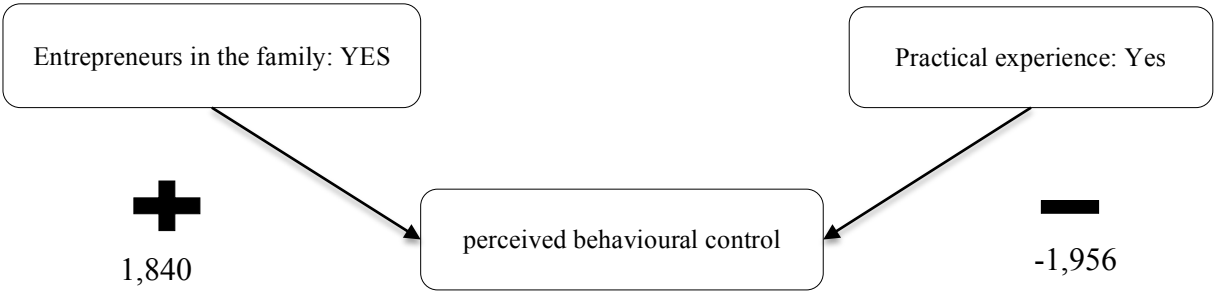 Entrepreneurs in the family: YES
Practical experience: Yes
perceived behavioural control
+
1,840
-
-1,956